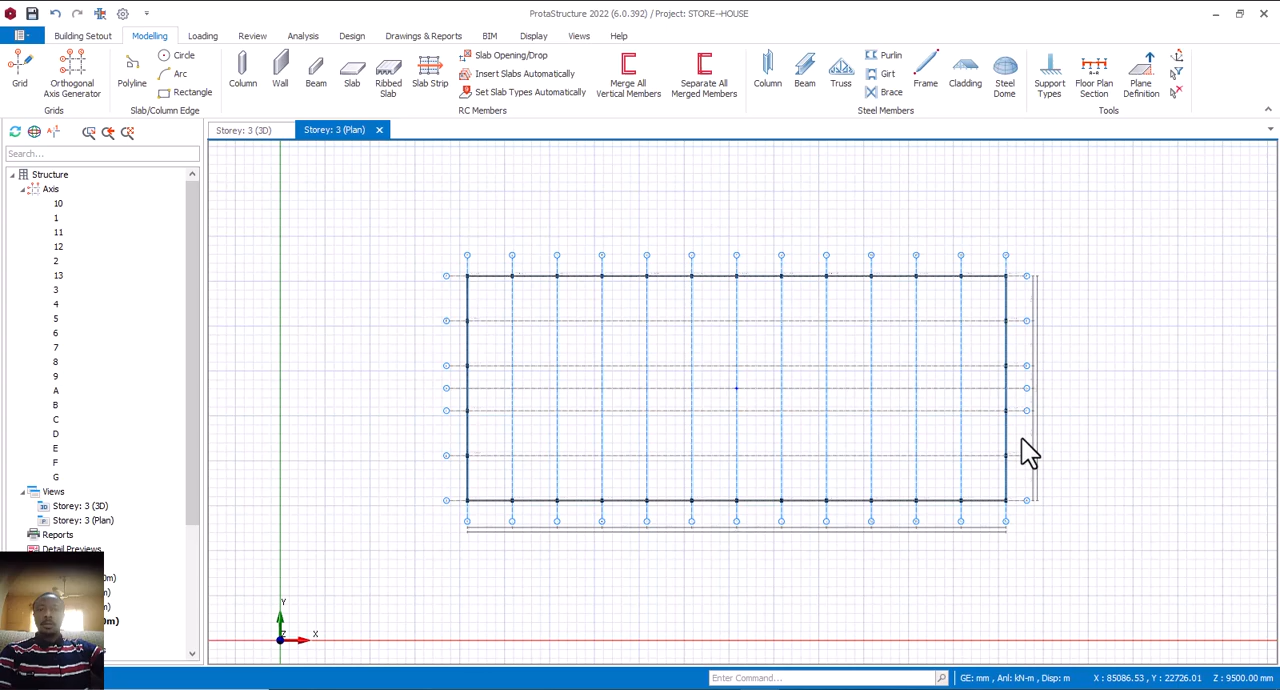 ProtaStructure 2022 (6.0.392) / Project: STORE--HOUSE
Building Setout Modelling Loading Review Analysis Design Drawings & Reports BIM Display Views Help
Grid
Orthogonal
Axis Generator
Grids
Polyline
Circle
Arc
Rectangle
Slab/Column Edge
Column
Wall
Beam
Slab
Ribbed
Slab
Slab Strip
Slab Opening/Drop
Insert Slabs Automatically
Set Slab Types Automatically
Merge All
Vertical Members
Separate All
Merged Members
RC Members
Column
Beam
Truss
Purlin
Girt
Brace
Frame
Cladding
Steel
Dome
Steel Members
Support
Types
Floor Plan
Section
Plane
Definition
Tools
Search...
Storey: 3 (3D) Storey: 3 (Plan)
Structure
Axis
10
1
11
12
2
13
3
4
5
6
7
8
9
A
B
C
D
E
F
G
Views
Storey: 3 (3D)
Storey: 3 (Plan)
Reports
Detail Previews
Y
Z X
Enter Command...
GE: mm , Anl: kN-m , Disp: m
X : 85086.53 , Y : 22726.01
Z : 9500.00 mm